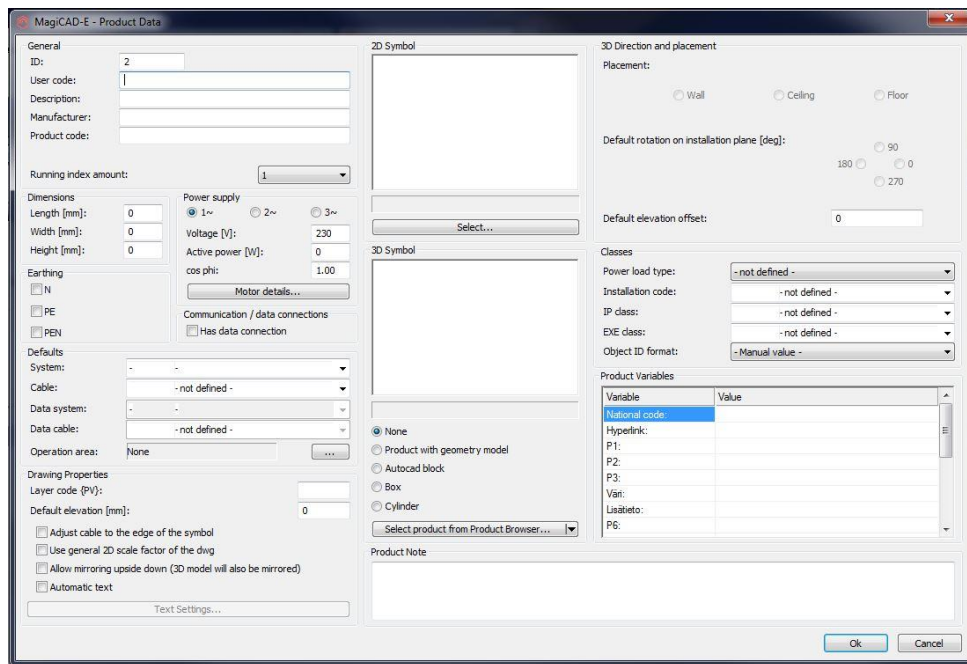 MagiCAD-E - Product Data
General
ID: 2
User code:
Description:
Manufacturer:
Product code:
Running index amount: 1
Dimensions
Length [mm]: 0
Width [mm]: 0
Height [mm]: 0
Power supply
1~ 2~ 3~
Voltage [V]: 230
Active power [W]: 0
cos phi: 1.00
Motor details...
Earthing
N
PE
PEN
Communication / data connections
Has data connection
Defaults
System: - -
Cable: - not defined -
Data system: - -
Data cable: - not defined -
Operation area: None ...
Drawing Properties
Layer code {PV}:
Default elevation [mm]: 0
Adjust cable to the edge of the symbol
Use general 2D scale factor of the dwg
Allow mirroring upside down (3D model will also be mirrored)
Automatic text
Text Settings...
2D Symbol
Select...
3D Symbol
None
Product with geometry model
Autocad block
Box
Cylinder
Select product from Product Browser...
3D Direction and placement
Placement:
Wall Ceiling Floor
Default rotation on installation plane [deg]:
90
180 0
270
Default elevation offset: 0
Classes
Power load type: - not defined -
Installation code: - not defined -
IP class: - not defined -
EXE class: - not defined -
Object ID format: - Manual value -
Product Variables
Variable Value
National code:
Hyperlink:
P1:
P2:
P3:
Väri:
Lisätieto:
P6:
Product Note
Ok Cancel